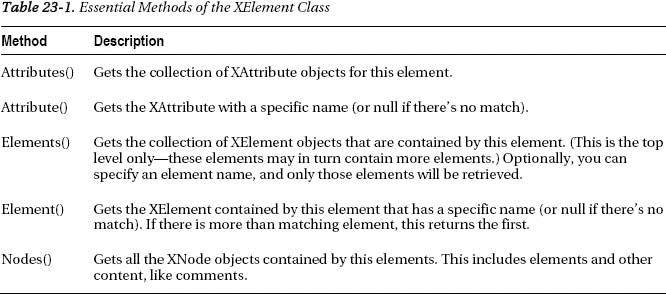 Table 23-1. Essential Methods of the XElement Class
Method Description
Attributes() Gets the collection of XAttribute objects for this element.
Attribute() Gets the XAttribute with a specific name (or null if there's no match).
Elements() Gets the collection of XElement objects that are contained by this element. (This is the top
level only—these elements may in turn contain more elements.) Optionally, you can
specify an element name, and only those elements will be retrieved.
Element() Gets the XElement contained by this element that has a specific name (or null if there's no
match). If there is more than matching element, this returns the first.
Nodes() Gets all the XNode objects contained by this elements. This includes elements and other
content, like comments.